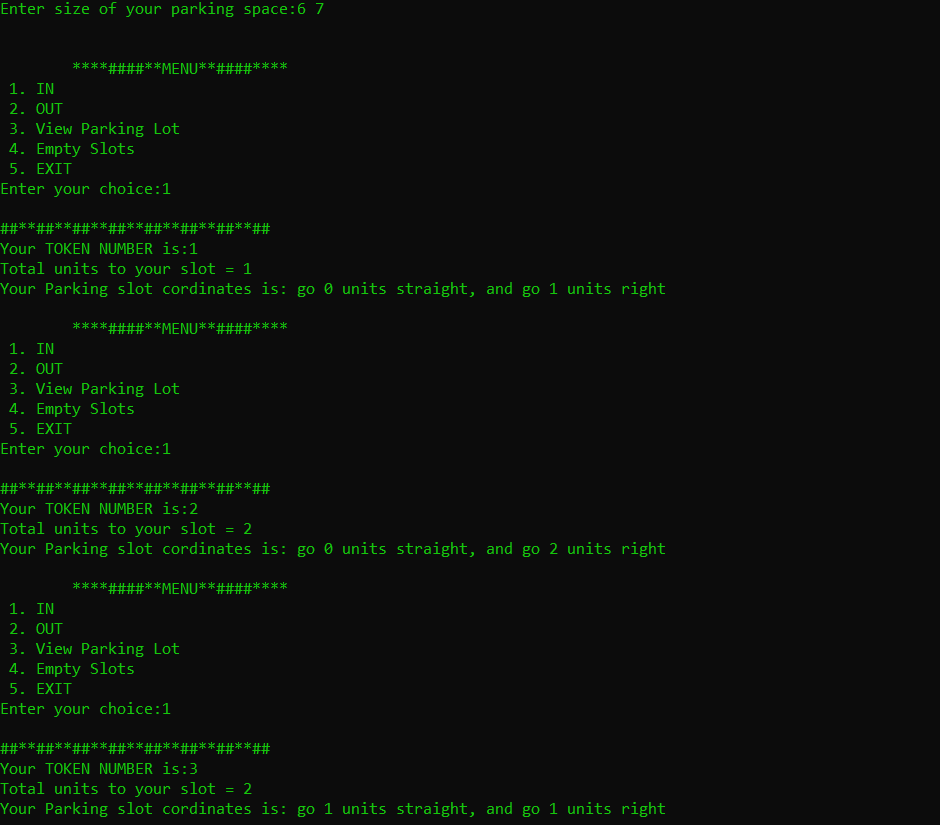 Enter size of your parking space:6 7
****####**MENU**####****
1. IN
2. OUT
3. View Parking Lot
4. Empty Slots
5. EXIT
Enter your choice:1
##**##**##**##**##**##**##**##
Your TOKEN NUMBER is:1
Total units to your slot = 1
Your Parking slot cordinates is: go 0 units straight, and go 1 units right
****####**MENU**####****
1. IN
2. OUT
3. View Parking Lot
4. Empty Slots
5. EXIT
Enter your choice:1
##**##**##**##**##**##**##**##
Your TOKEN NUMBER is:2
Total units to your slot = 2
Your Parking slot cordinates is: go 0 units straight, and go 2 units right
****####**MENU**####****
1. IN
2. OUT
3. View Parking Lot
4. Empty Slots
5. EXIT
Enter your choice:1
##**##**##**##**##**##**##**##
Your TOKEN NUMBER is:3
Total units to your slot = 2
Your Parking slot cordinates is: go 1 units straight, and go 1 units right